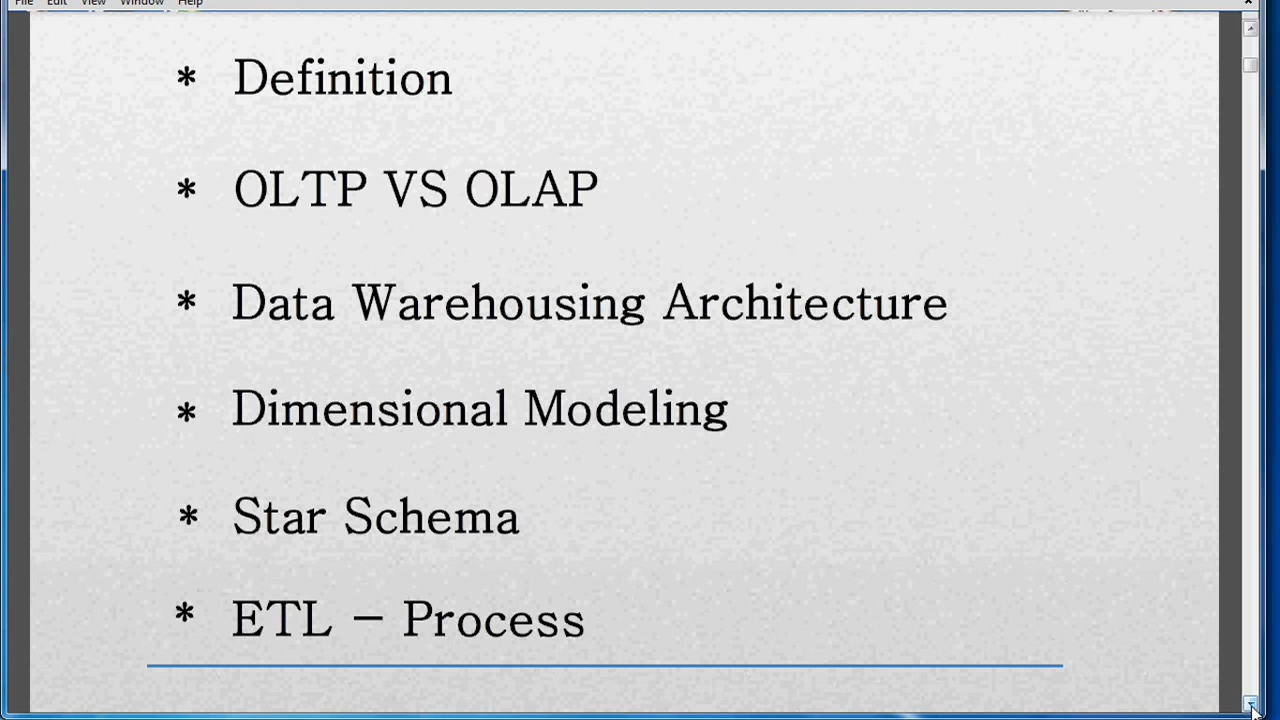 File Edit View Window Help
* Definition
* OLTP VS OLAP
* Data Warehousing Architecture
* Dimensional Modeling
* Star Schema
* ETL – Process